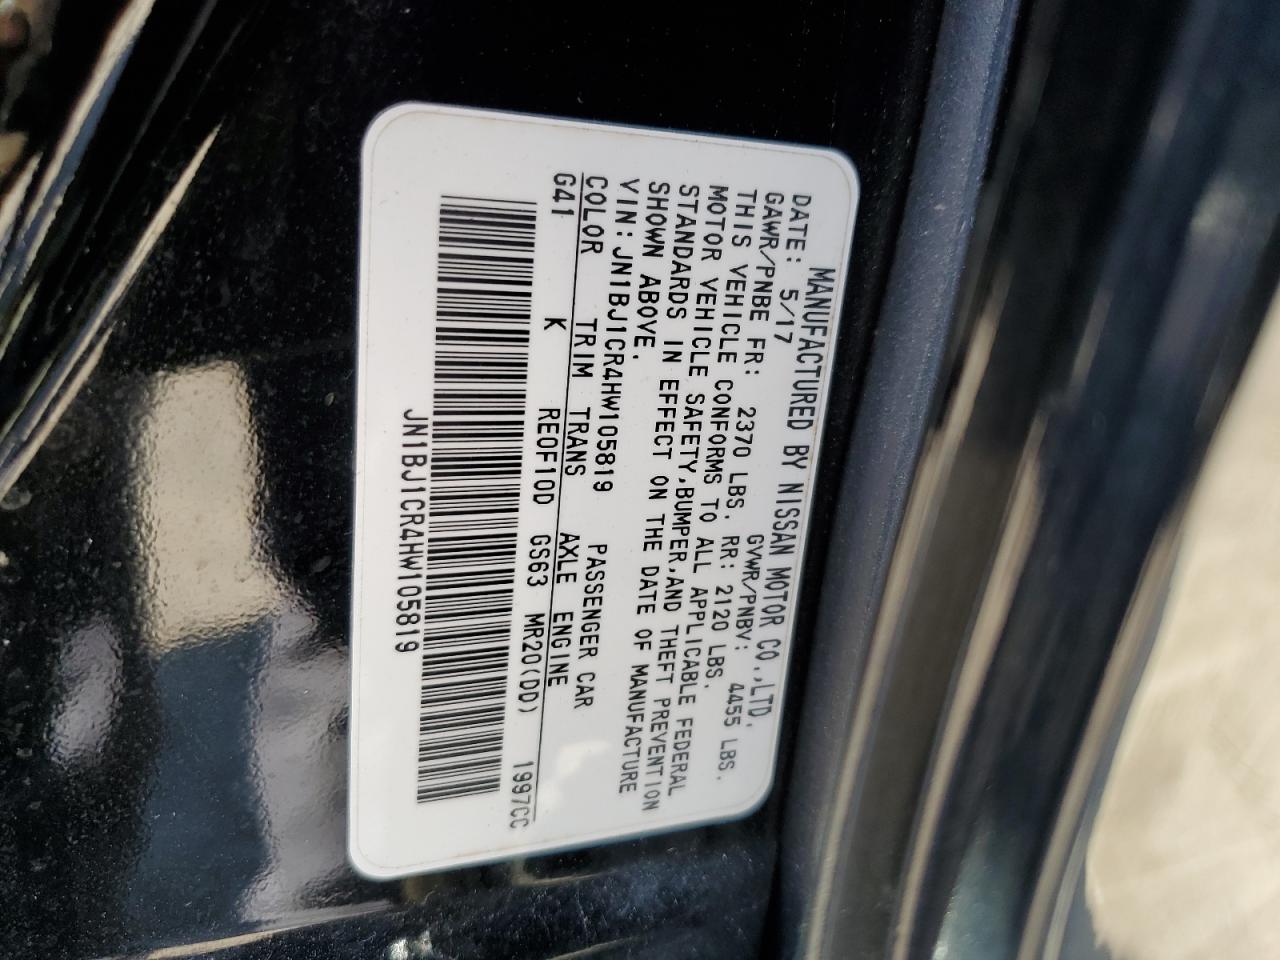 MANUFACTURED BY NISSAN MOTOR CO.,LTD.
DATE: 5/17 GVWR/PNBV: 4455 LBS.
GAWR/PNBE FR: 2370 LBS. RR: 2120 LBS.
THIS VEHICLE CONFORMS TO ALL APPLICABLE FEDERAL
MOTOR VEHICLE SAFETY,BUMPER,AND THEFT PREVENTION
STANDARDS IN EFFECT ON THE DATE OF MANUFACTURE
SHOWN ABOVE.
VIN:JN1BJ1CR4HW105819 PASSENGER CAR
COLOR TRIM TRANS AXLE ENGINE
G41 K RE0F10D GS63 MR20(DD) 1997CC
JN1BJ1CR4HW105819